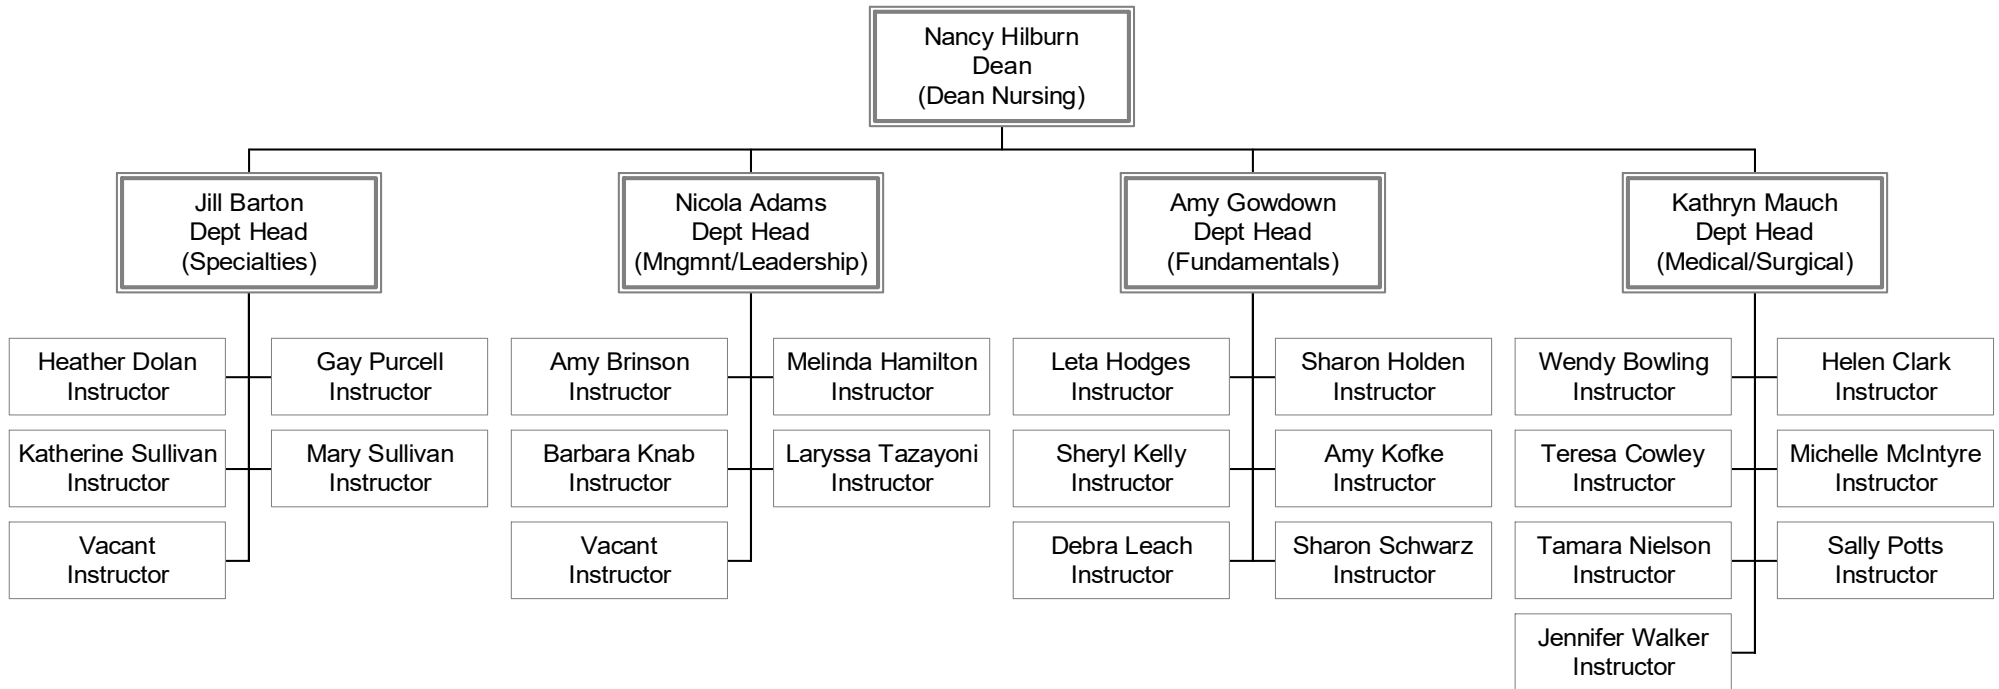 Nancy Hilburn
Dean
(Dean Nursing)
Jill Barton
Dept Head
(Specialties)
Nicola Adams
Dept Head
(Mngmnt/Leadership)
Amy Gowdown
Dept Head
(Fundamentals)
Kathryn Mauch
Dept Head
(Medical/Surgical)
Heather Dolan
Instructor
Gay Purcell
Instructor
Katherine Sullivan
Instructor
Mary Sullivan
Instructor
Vacant
Instructor
Amy Brinson
Instructor
Melinda Hamilton
Instructor
Barbara Knab
Instructor
Laryssa Tazayoni
Instructor
Vacant
Instructor
Leta Hodges
Instructor
Sharon Holden
Instructor
Sheryl Kelly
Instructor
Amy Kofke
Instructor
Debra Leach
Instructor
Sharon Schwarz
Instructor
Wendy Bowling
Instructor
Helen Clark
Instructor
Teresa Cowley
Instructor
Michelle McIntyre
Instructor
Tamara Nielson
Instructor
Sally Potts
Instructor
Jennifer Walker
Instructor